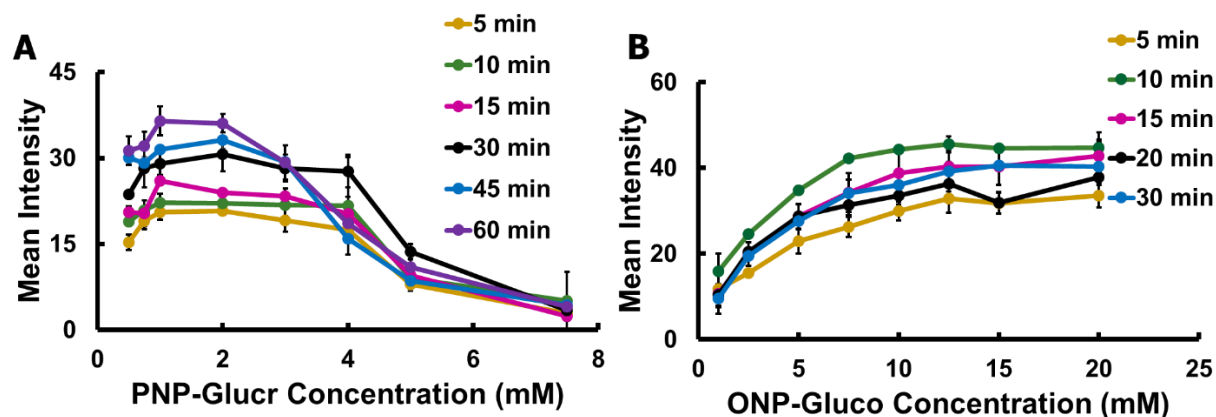 A
5 min
10 min
15 min
30 min
45 min
60 min
Mean Intensity
45
30
15
0
0 2 4 6 8
PNP-Glucr Concentration (mM)
B
5 min
10 min
15 min
20 min
30 min
Mean Intensity
60
40
20
0
0 5 10 15 20 25
ONP-Gluco Concentration (mM)